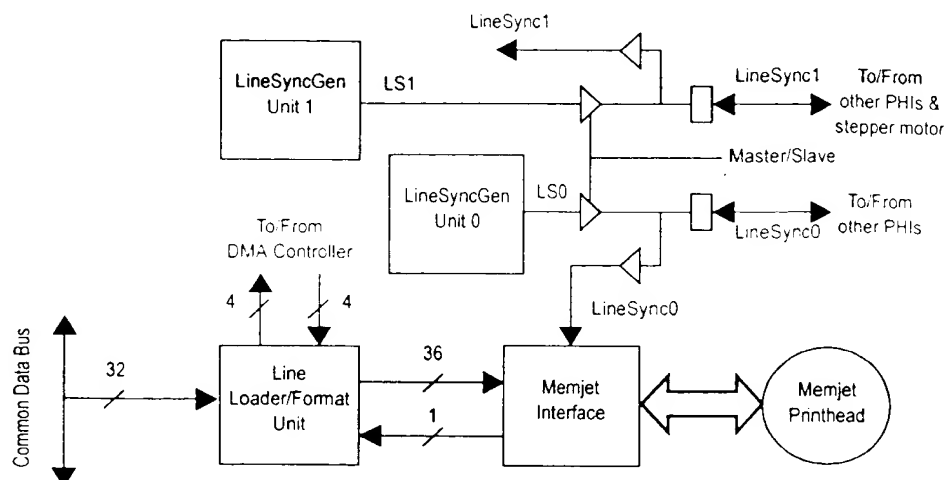 LineSync1
LineSyncGen
Unit 1
LS1
LineSync1
To/From
other PHIs &
stepper motor
Master/Slave
LineSyncGen
Unit 0
LS0
To/From
other PHIs
LineSync0
To/From
DMA Controller
4
4
LineSync0
Common Data Bus
32
Line
Loader/Format
Unit
36
1
Memjet
Interface
Memjet
Printhead